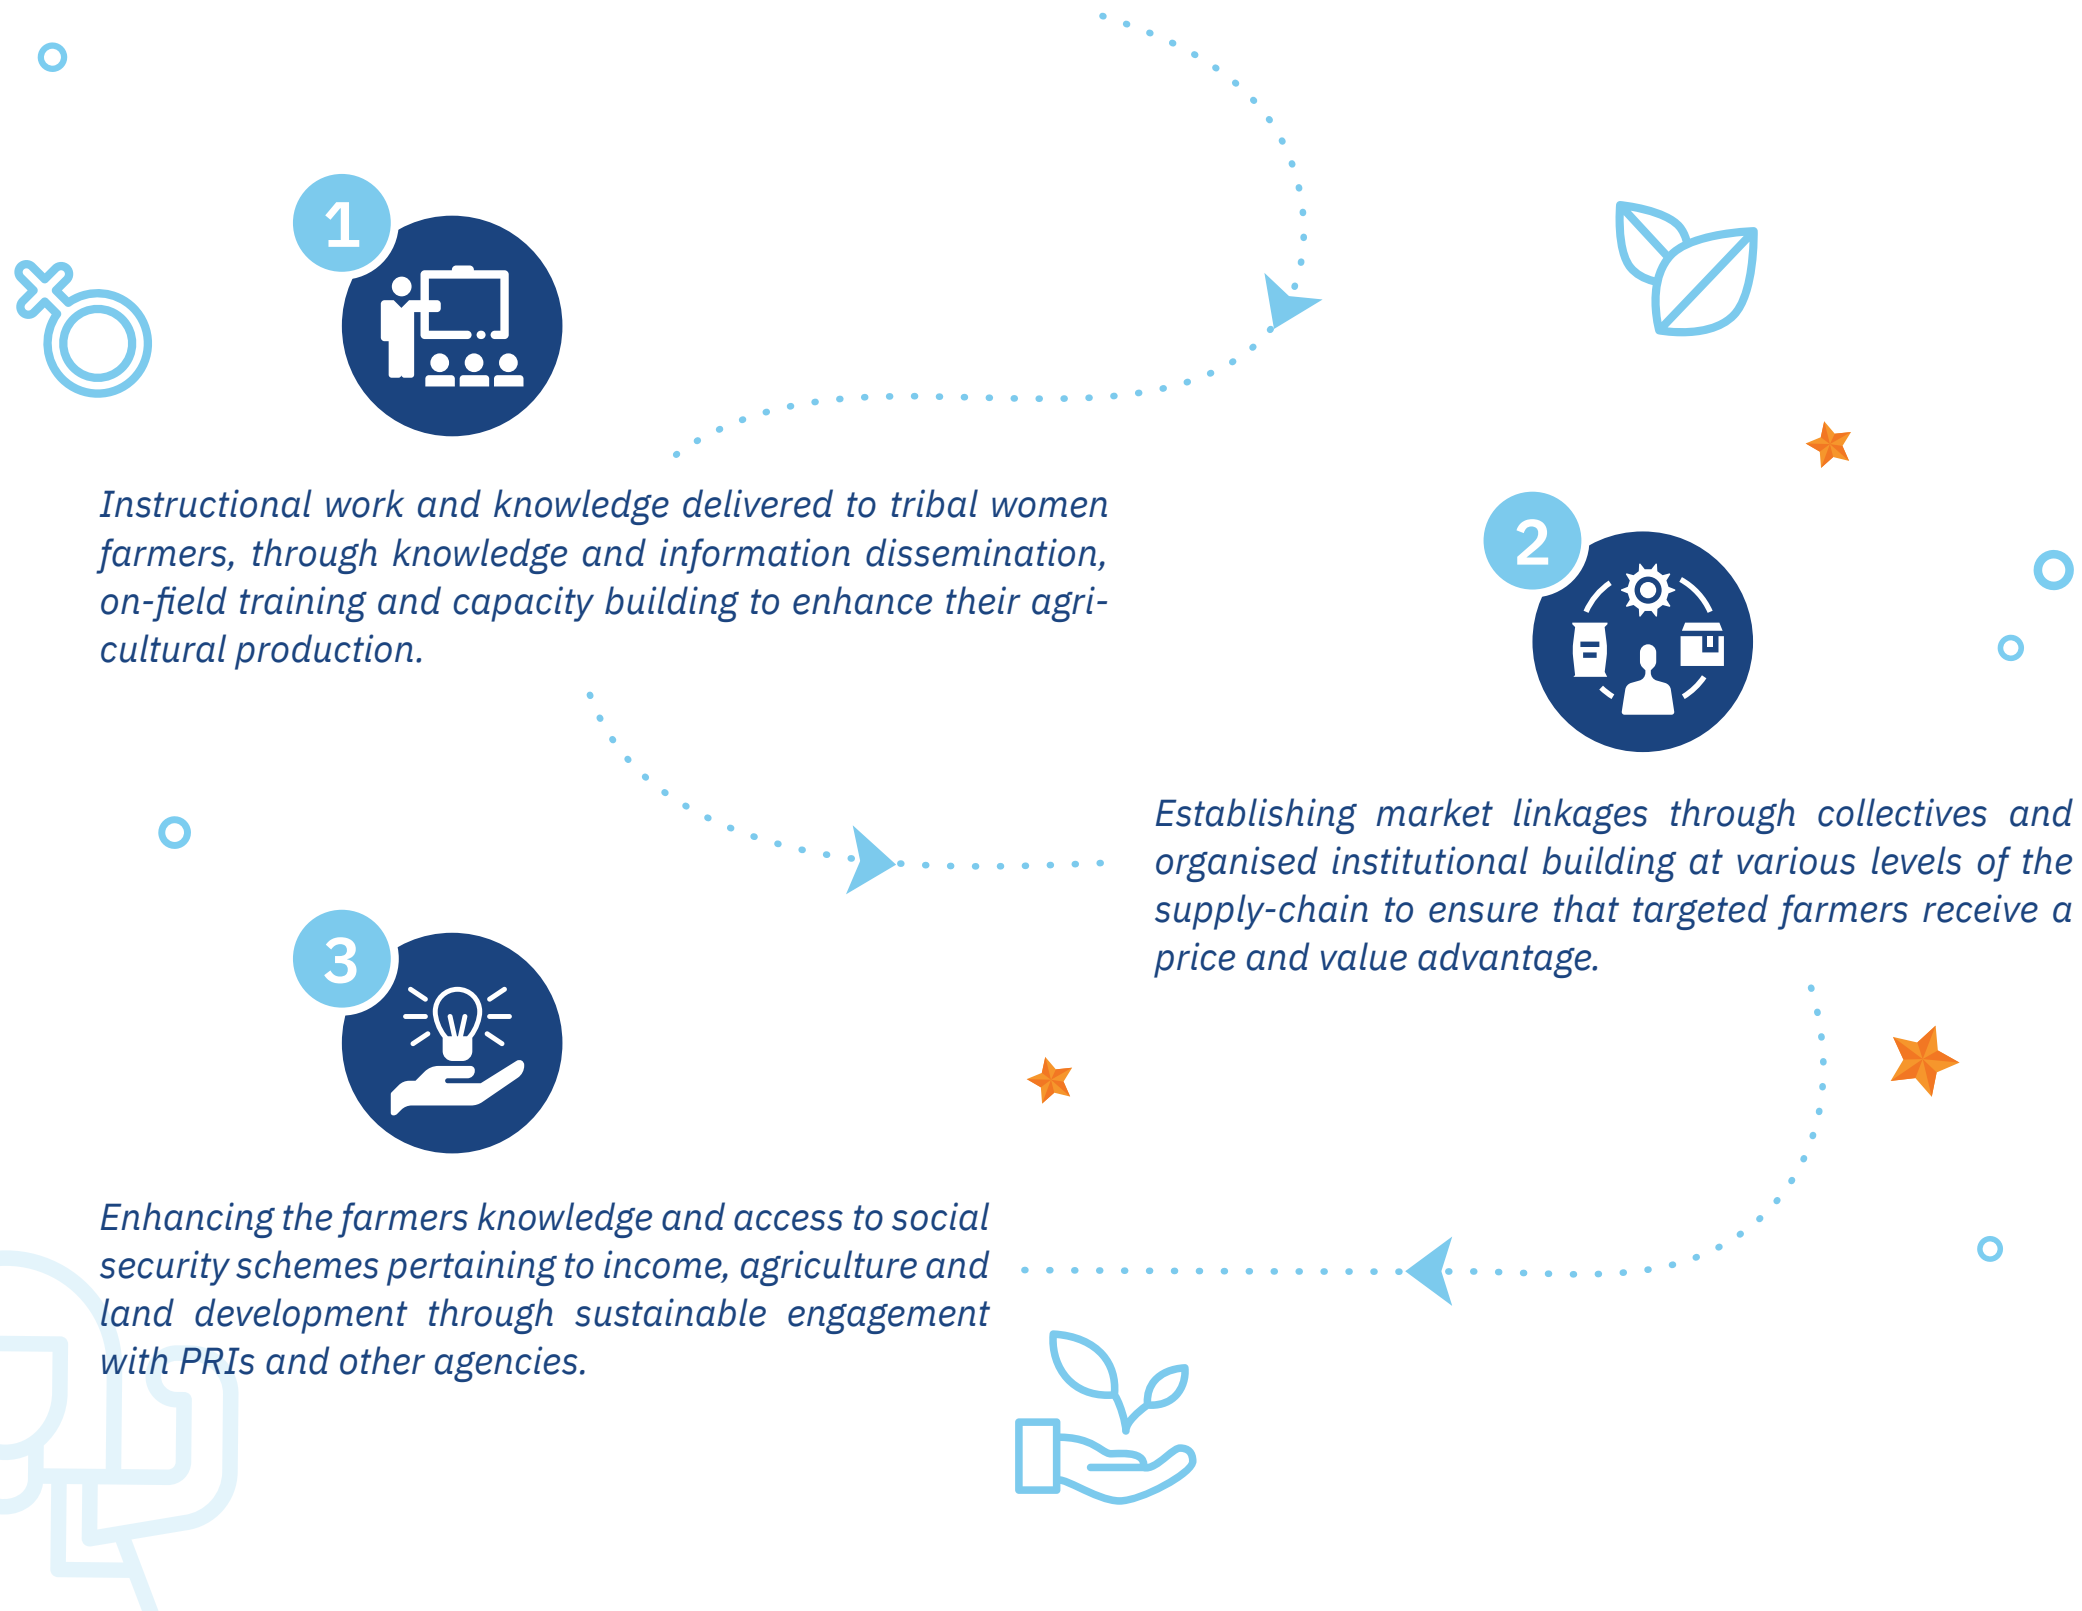 1
Instructional work and knowledge delivered to tribal women
farmers, through knowledge and information dissemination,
on-field training and capacity building to enhance their agri-
cultural production.
2
Establishing market linkages through collectives and
organised institutional building at various levels of the
supply-chain to ensure that targeted farmers receive a
price and value advantage.
3
Enhancing the farmers knowledge and access to social
security schemes pertaining to income, agriculture and
land development through sustainable engagement
with PRIs and other agencies.